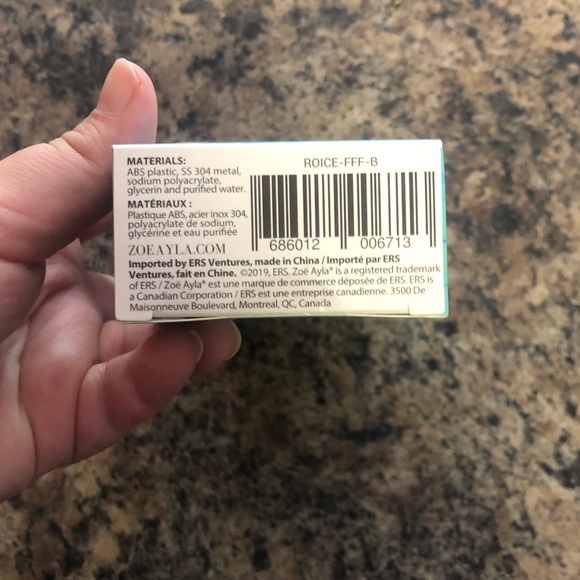 MATERIALS:
ABS plastic, SS 304 metal,
sodium polyacrylate,
glycerin and purified water.
MATÉRIAUX :
Plastique ABS, acier inox 304,
polyacrylate de sodium,
glycérine et eau purifiée
ZOEAYLA.COM
ROICE-FFF-B
686012 006713
Imported by ERS Ventures, made in China / Importé par ERS
Ventures, fait en Chine. ©2019, ERS. Zoë Ayla® is a registered trademark
of ERS / Zoë Ayla® est une marque de commerce déposée de ERS. ERS is
a Canadian Corporation / ERS est une entreprise canadienne. 3500 De
Maisonneuve Boulevard, Montreal, QC, Canada